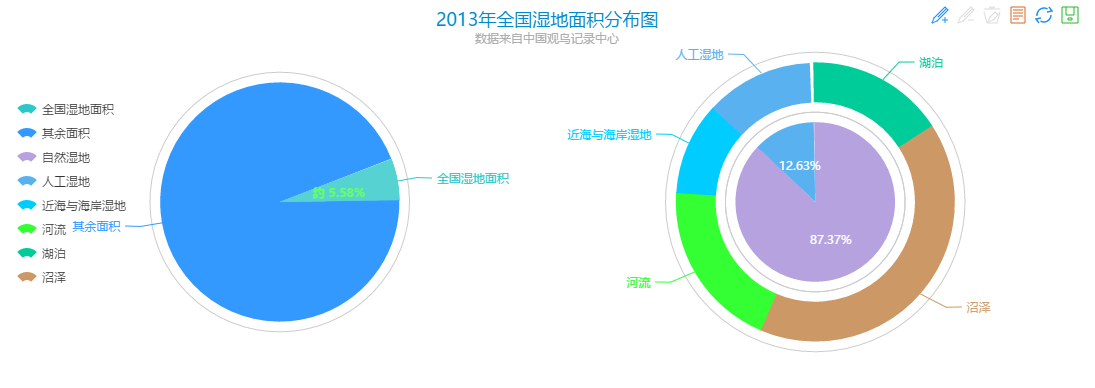 2013年全国湿地面积分布图
数据来自中国观鸟记录中心
全国湿地面积
其余面积
自然湿地
人工湿地
近海与海岸湿地
河流
湖泊
沼泽
约 5.58%
全国湿地面积
其余面积
人工湿地
湖泊
近海与海岸湿地
12.63%
87.37%
河流
沼泽